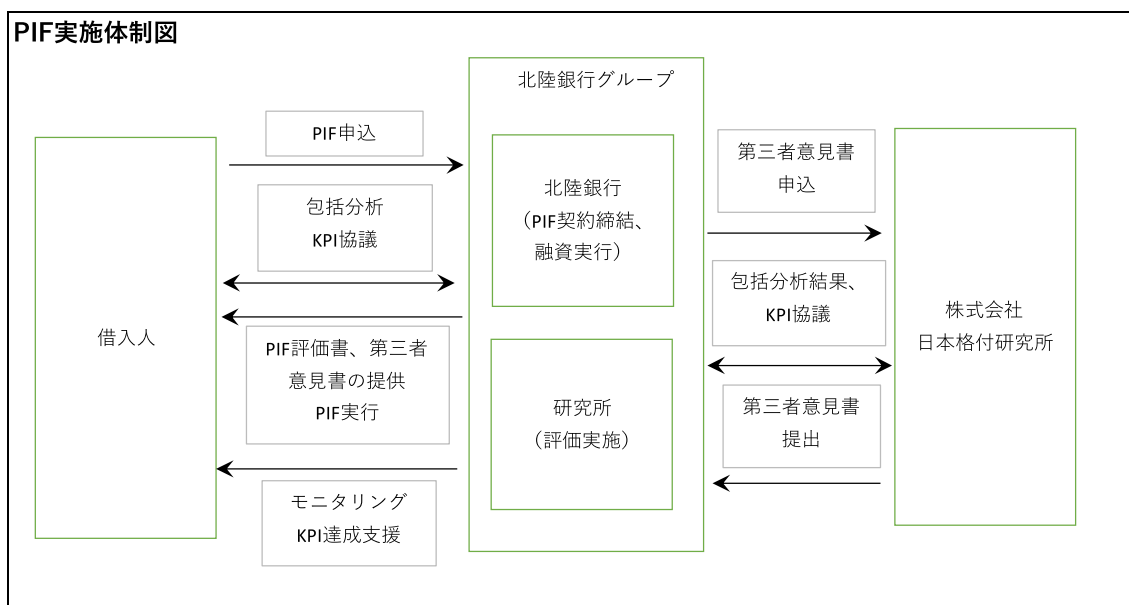 PIF実施体制図
北陸銀行グループ
PIF申込
包括分析
KPI協議
借入人
PIF評価書、第三者
意見書の提供
PIF実行
モニタリング
KPI達成支援
北陸銀行
（PIF契約締結、
融資実行）
研究所
（評価実施）
第三者意見書
申込
包括分析結果、
KPI協議
第三者意見書
提出
株式会社
日本格付研究所